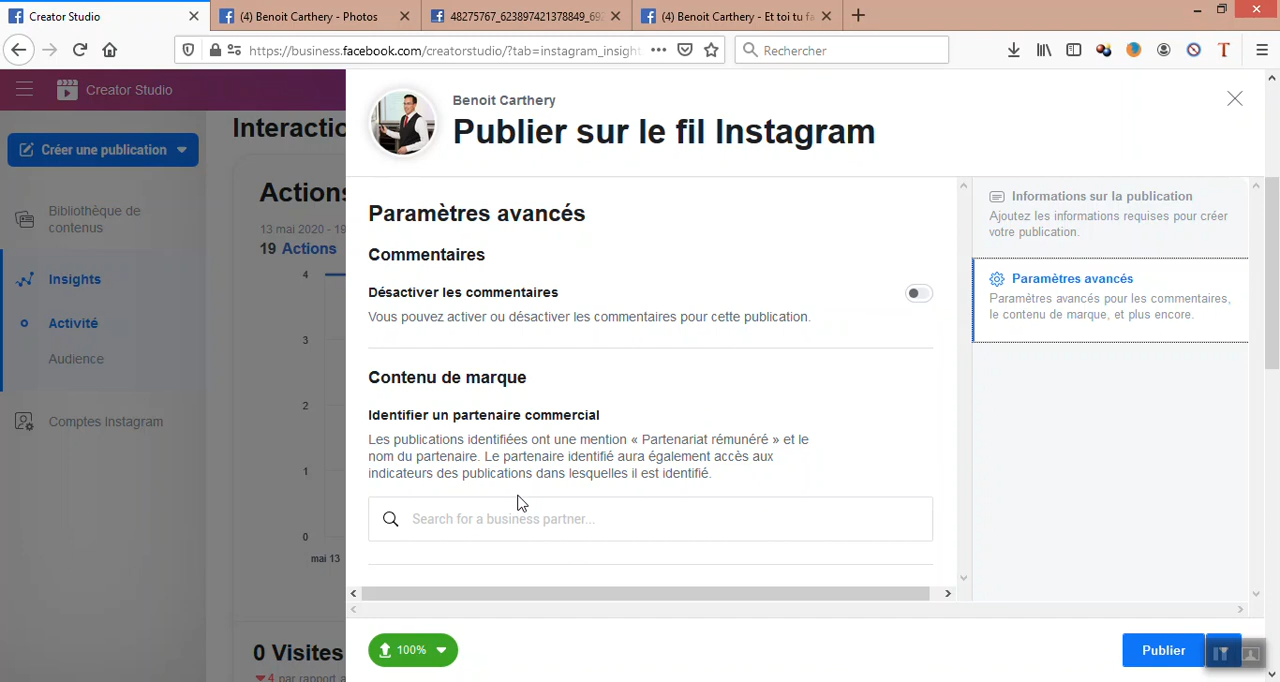 Creator Studio
(4) Benoit Carthery - Photos
48275767_623897421378849_692
(4) Benoit Carthery - Et toi tu fa
https://business.facebook.com/creatorstudio/?tab=instagram_insight
Rechercher
Creator Studio
Créer une publication
Bibliothèque de
contenus
Insights
Activité
Audience
Comptes Instagram
Interactio
Actions
13 mai 2020 - 19
19 Actions
4
3
2
1
0
mai 13
0 Visites
4 par rapport a
Benoit Carthery
Publier sur le fil Instagram
Paramètres avancés
Commentaires
Désactiver les commentaires
Vous pouvez activer ou désactiver les commentaires pour cette publication.
Contenu de marque
Identifier un partenaire commercial
Les publications identifiées ont une mention « Partenariat rémunéré » et le
nom du partenaire. Le partenaire identifié aura également accès aux
indicateurs des publications dans lesquelles il est identifié.
Search for a business partner...
Informations sur la publication
Ajoutez les informations requises pour créer
votre publication.
Paramètres avancés
Paramètres avancés pour les commentaires,
le contenu de marque, et plus encore.
100%
Publier